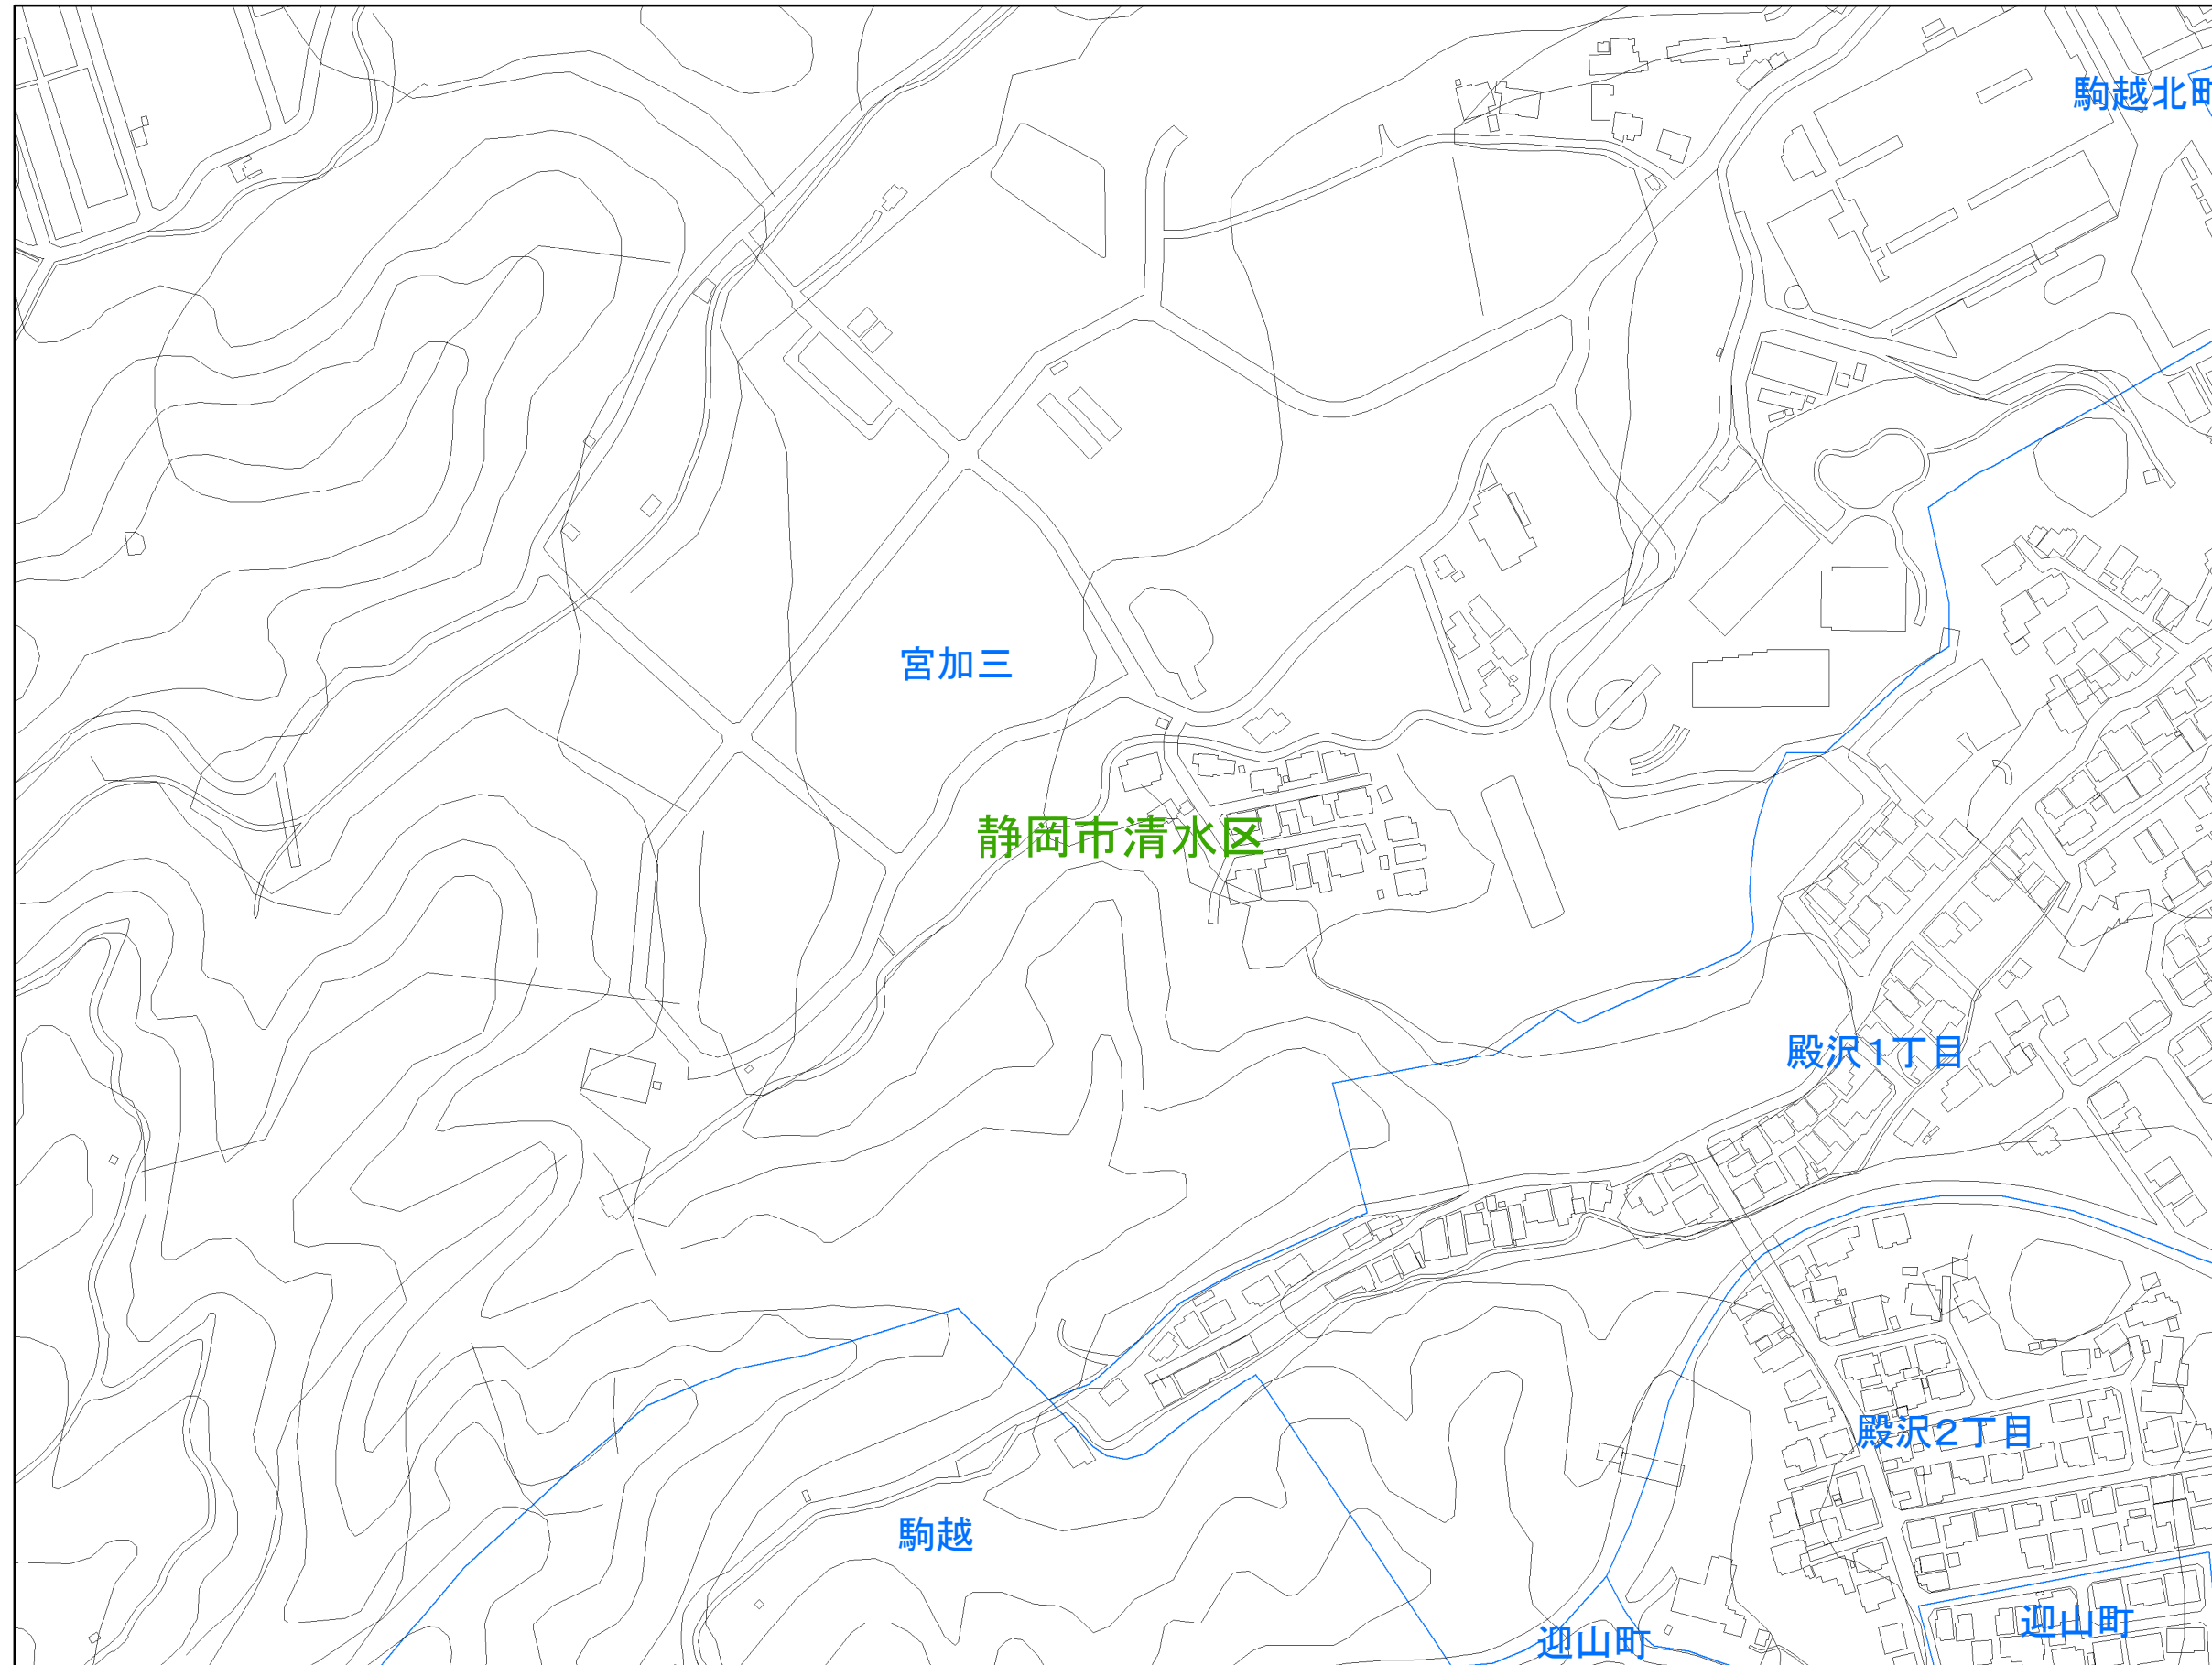 駒越北町
宮加三
静岡市清水区
殿沢1丁目
殿沢2丁目
駒越
迎山町
迎山町